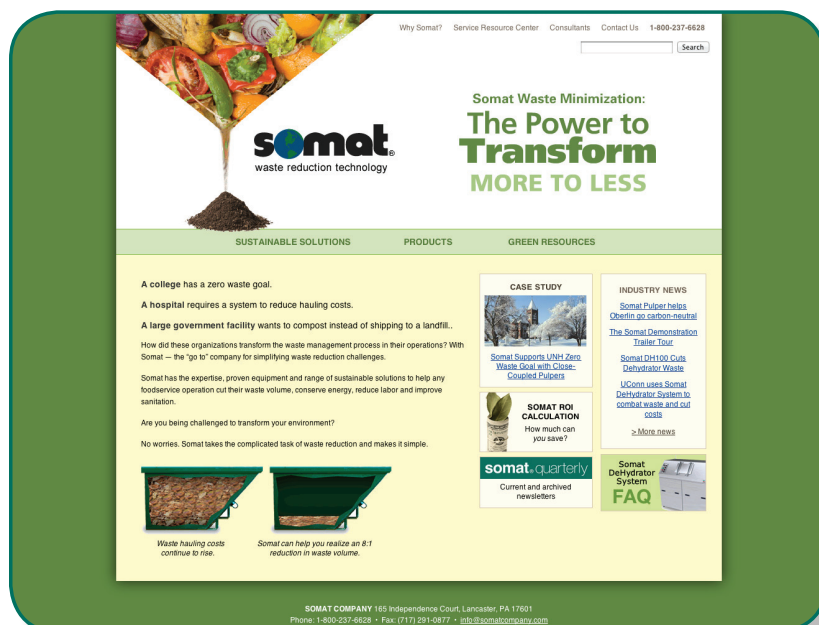 Why Somat? Service Resource Center Consultants Contact Us 1-800-237-6628
Search
somat®
waste reduction technology
Somat Waste Minimization:
The Power to
Transform
MORE TO LESS
SUSTAINABLE SOLUTIONS PRODUCTS GREEN RESOURCES
A college has a zero waste goal.
A hospital requires a system to reduce hauling costs.
A large government facility wants to compost instead of shipping to a landfill..
How did these organizations transform the waste management process in their operations? With
Somat — the “go to” company for simplifying waste reduction challenges.
Somat has the expertise, proven equipment and range of sustainable solutions to help any
foodservice operation cut their waste volume, conserve energy, reduce labor and improve
sanitation.
Are you being challenged to transform your environment?
No worries. Somat takes the complicated task of waste reduction and makes it simple.
Waste hauling costs
continue to rise.
Somat can help you realize an 8:1
reduction in waste volume.
CASE STUDY
Somat Supports UNH Zero
Waste Goal with Close-
Coupled Pulpers
SOMAT ROI
CALCULATION
How much can
you save?
somat® quarterly
Current and archived
newsletters
INDUSTRY NEWS
Somat Pulper helps
Oberlin go carbon-neutral
The Somat Demonstration
Trailer Tour
Somat DH100 Cuts
Dehydrator Waste
UConn uses Somat
DeHydrator System to
combat waste and cut
costs
> More news
Somat
DeHydrator
System
FAQ
SOMAT COMPANY 165 Independence Court, Lancaster, PA 17601
Phone: 1-800-237-6628 • Fax: (717) 291-0877 • info@somatcompany.com